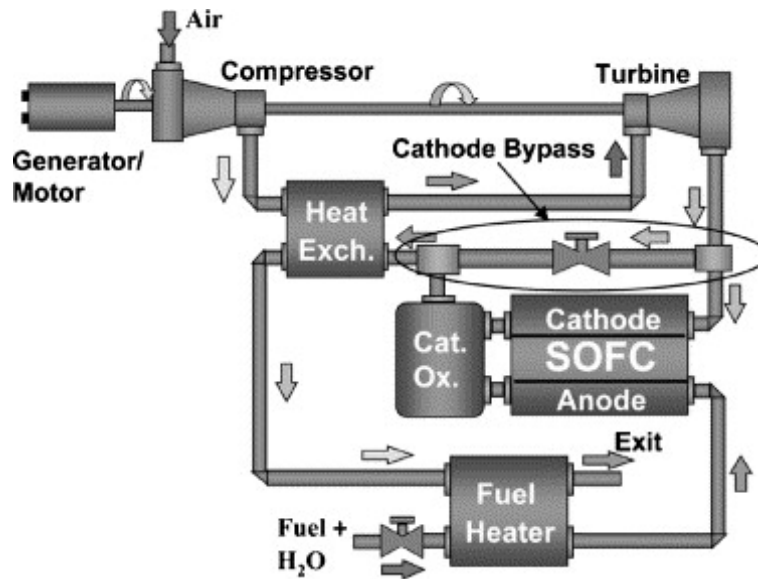 Air
Compressor
Turbine
Generator/
Motor
Cathode Bypass
Heat
Exch.
Cat.
Ox.
Cathode
SOFC
Anode
Exit
Fuel
Heater
Fuel +
H₂O